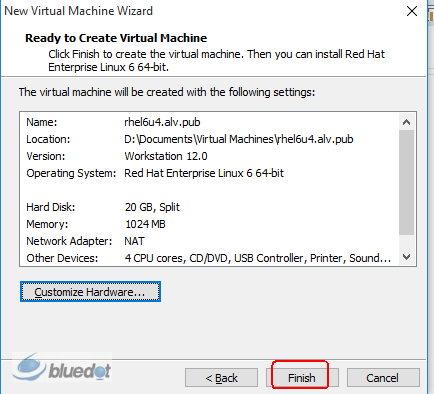 New Virtual Machine Wizard
Ready to Create Virtual Machine
Click Finish to create the virtual machine. Then you can install Red Hat
Enterprise Linux 6 64-bit.
The virtual machine will be created with the following settings:
Name: rhel6u4.alv.pub
Location: D:\Documents\Virtual Machines\rhel6u4.alv.pub
Version: Workstation 12.0
Operating System: Red Hat Enterprise Linux 6 64-bit
Hard Disk: 20 GB, Split
Memory: 1024 MB
Network Adapter: NAT
Other Devices: 4 CPU cores, CD/DVD, USB Controller, Printer, Sound...
Customize Hardware...
bluedot
< Back Finish Cancel